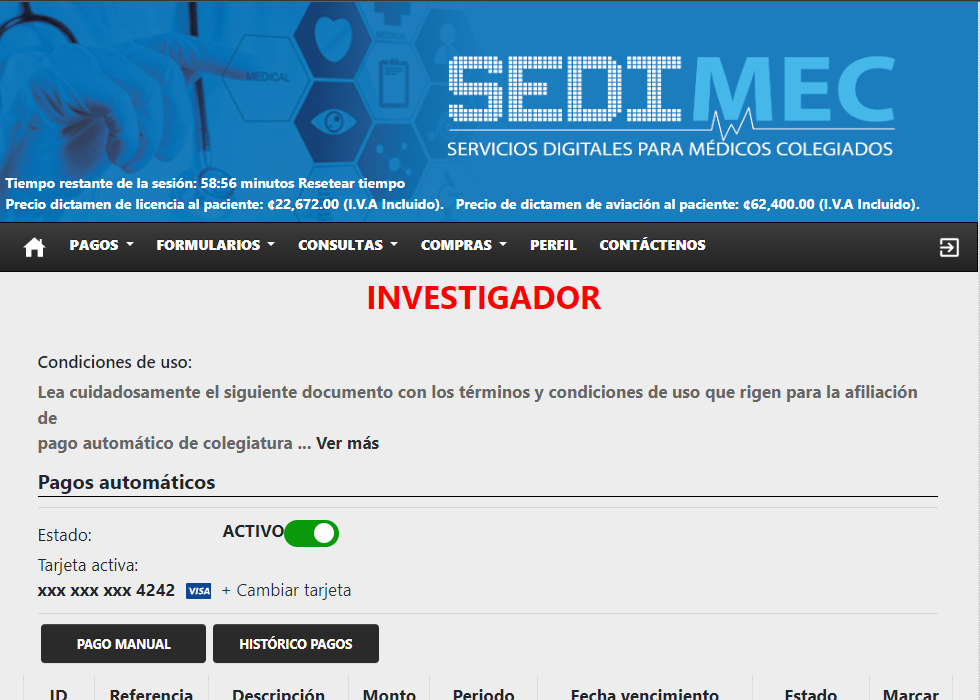 MEDICAL
MEDICAL
SEDIMEC
SERVICIOS DIGITALES PARA MÉDICOS COLEGIADOS
Tiempo restante de la sesión: 58:56 minutos Resetear tiempo
Precio dictamen de licencia al paciente: ¢22,672.00 (I.V.A Incluido). Precio de dictamen de aviación al paciente: ¢62,400.00 (I.V.A Incluido).
PAGOS FORMULARIOS CONSULTAS COMPRAS PERFIL CONTÁCTENOS
INVESTIGADOR
Condiciones de uso:
Lea cuidadosamente el siguiente documento con los términos y condiciones de uso que rigen para la afiliación
de
pago automático de colegiatura ... Ver más
Pagos automáticos
Estado: ACTIVO
Tarjeta activa:
xxx xxx xxx 4242 VISA + Cambiar tarjeta
PAGO MANUAL HISTÓRICO PAGOS
ID Referencia Descripción Monto Periodo Fecha vencimiento Estado Marcar